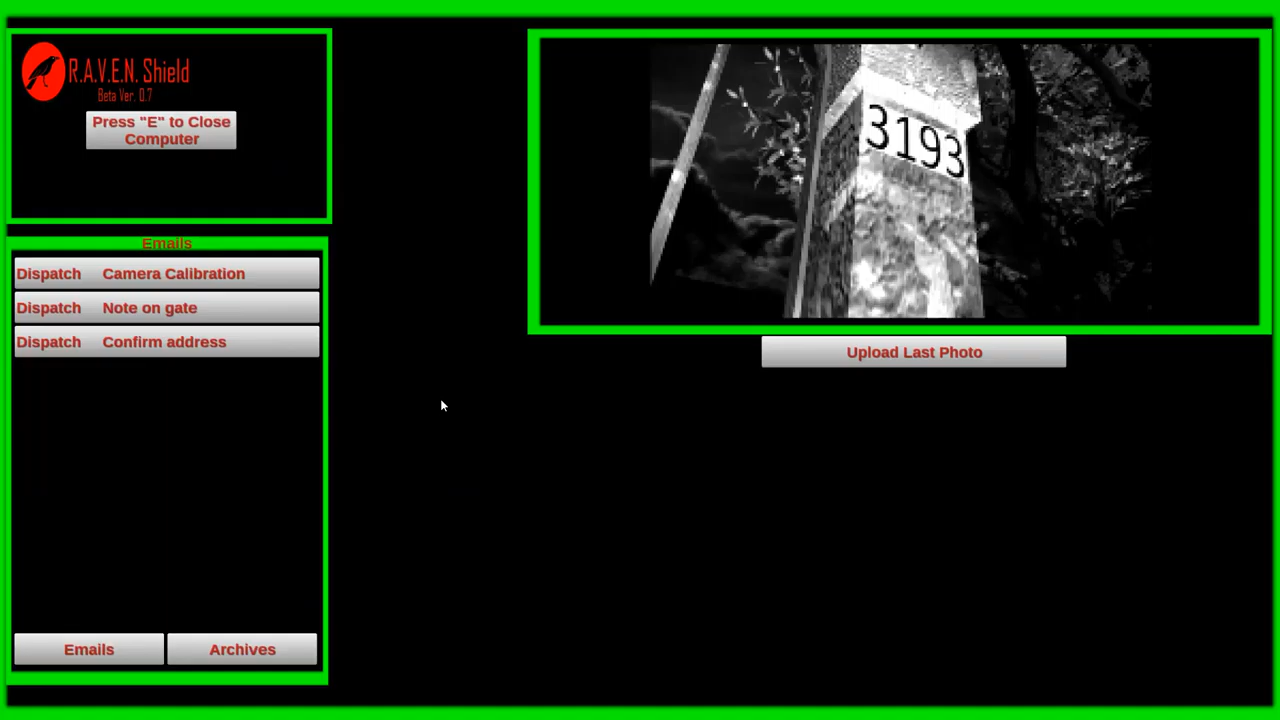 R.A.V.E.N. Shield
Beta Ver. 0.7
Press "E" to Close
Computer
Emails
Dispatch Camera Calibration
Dispatch Note on gate
Dispatch Confirm address
Emails Archives
3193
Upload Last Photo